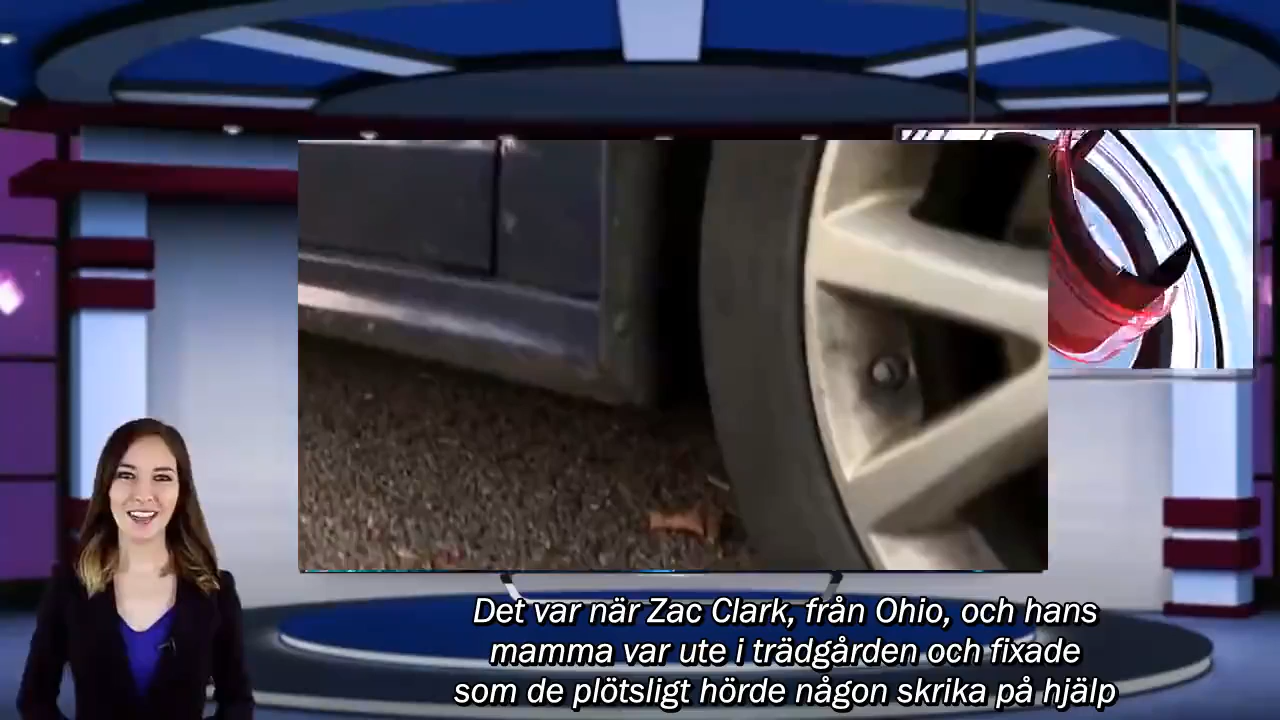 Det var när Zac Clark, från Ohio, och hans
mamma var ute i trädgården och fixade
som de plötsligt hörde någon skrika på hjälp